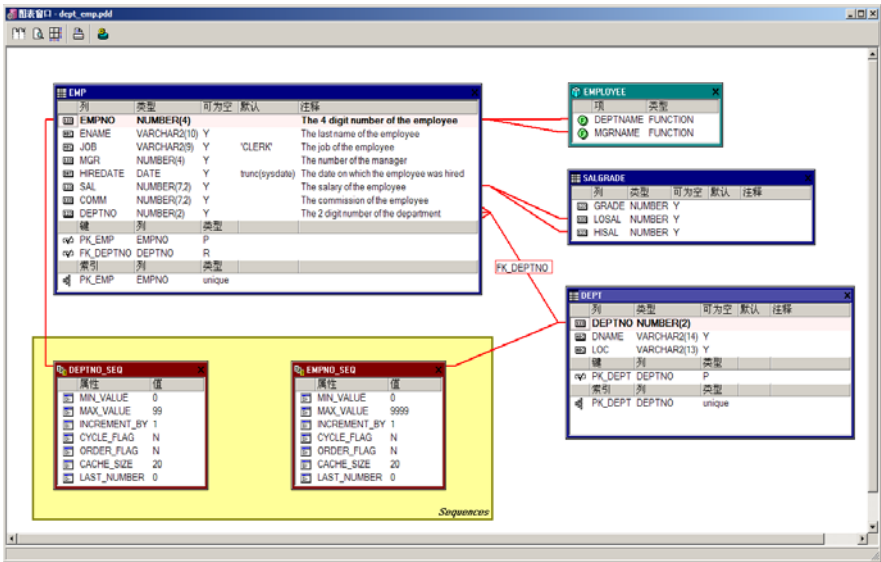 图表窗口 - dept_emp.pdd
EMP
列 类型 可为空 默认 注释
EMPNO NUMBER(4) The 4 digit number of the employee
ENAME VARCHAR2(10) Y The last name of the employee
JOB VARCHAR2(9) Y 'CLERK' The job of the employee
MGR NUMBER(4) Y The number of the manager
HIREDATE DATE Y trunc(sysdate) The date on which the employee was hired
SAL NUMBER(7,2) Y The salary of the employee
COMM NUMBER(7,2) Y The commission of the employee
DEPTNO NUMBER(2) Y The 2 digit number of the department
键 列 类型
PK_EMP EMPNO P
FK_DEPTNO DEPTNO R
索引 列 类型
PK_EMP EMPNO unique
EMPLOYEE
项 类型
DEPTNAME FUNCTION
MGRNAME FUNCTION
SALGRADE
列 类型 可为空 默认 注释
GRADE NUMBER Y
LOSAL NUMBER Y
HISAL NUMBER Y
FK_DEPTNO
DEPT
列 类型 可为空 默认 注释
DEPTNO NUMBER(2)
DNAME VARCHAR2(14) Y
LOC VARCHAR2(13) Y
键 列 类型
PK_DEPT DEPTNO P
索引 列 类型
PK_DEPT DEPTNO unique
DEPTNO_SEQ
属性 值
MIN_VALUE 0
MAX_VALUE 99
INCREMENT_BY 1
CYCLE_FLAG N
ORDER_FLAG N
CACHE_SIZE 20
LAST_NUMBER 0
EMPNO_SEQ
属性 值
MIN_VALUE 0
MAX_VALUE 9999
INCREMENT_BY 1
CYCLE_FLAG N
ORDER_FLAG N
CACHE_SIZE 20
LAST_NUMBER 0
Sequences